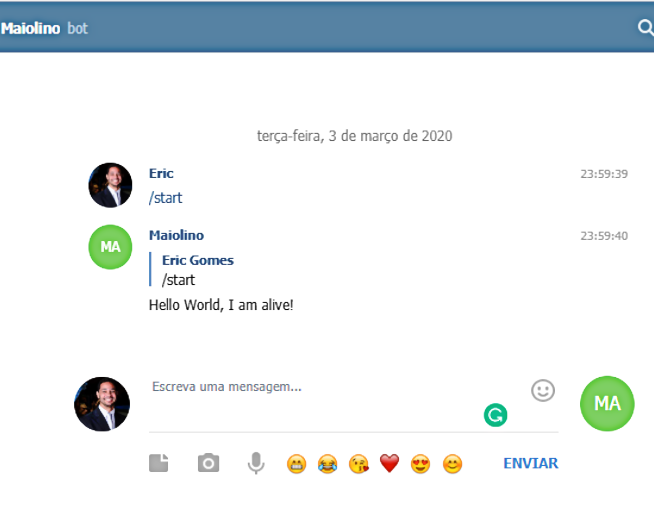 Maiolino bot
terça-feira, 3 de março de 2020
Eric 23:59:39
/start
MA
Maiolino 23:59:40
Eric Gomes
/start
Hello World, I am alive!
Escreva uma mensagem...
MA
ENVIAR